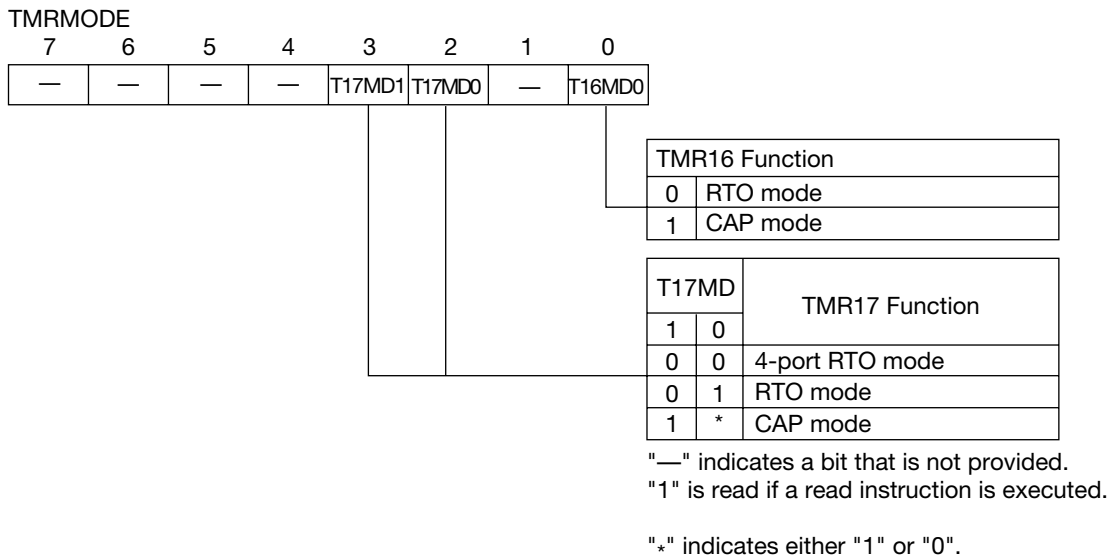 TMRMODE
7 6 5 4 3 2 1 0
— — — — T17MD1 T17MD0 — T16MD0
TMR16 Function
0 RTO mode
1 CAP mode
T17MD TMR17 Function
1 0
0 0 4-port RTO mode
0 1 RTO mode
1 * CAP mode
"—" indicates a bit that is not provided.
"1" is read if a read instruction is executed.
"*" indicates either "1" or "0".